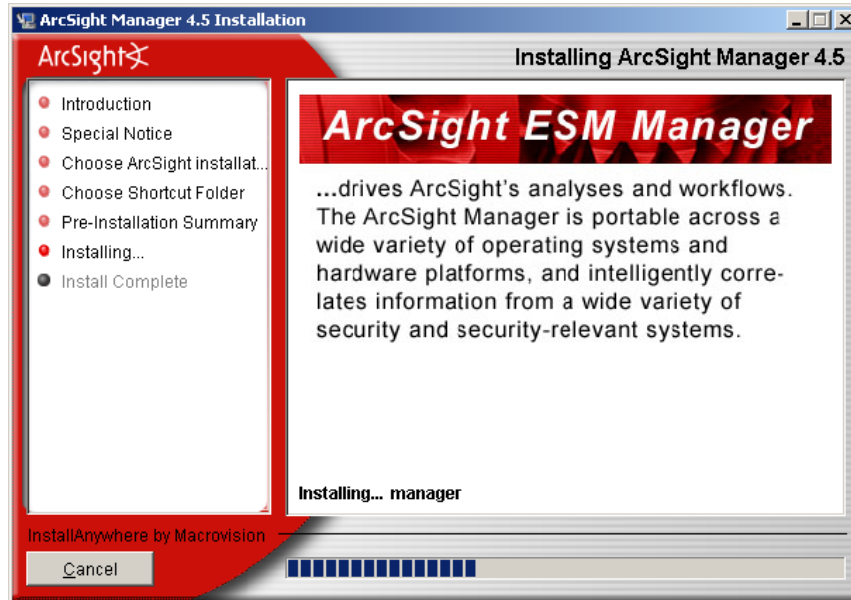 ArcSight Manager 4.5 Installation
ArcSight
Installing ArcSight Manager 4.5
Introduction
Special Notice
Choose ArcSight installat...
Choose Shortcut Folder
Pre-Installation Summary
Installing...
Install Complete
ArcSight ESM Manager
...drives ArcSight's analyses and workflows.
The ArcSight Manager is portable across a
wide variety of operating systems and
hardware platforms, and intelligently corre-
lates information from a wide variety of
security and security-relevant systems.
Installing... manager
InstallAnywhere by Macrovision
Cancel